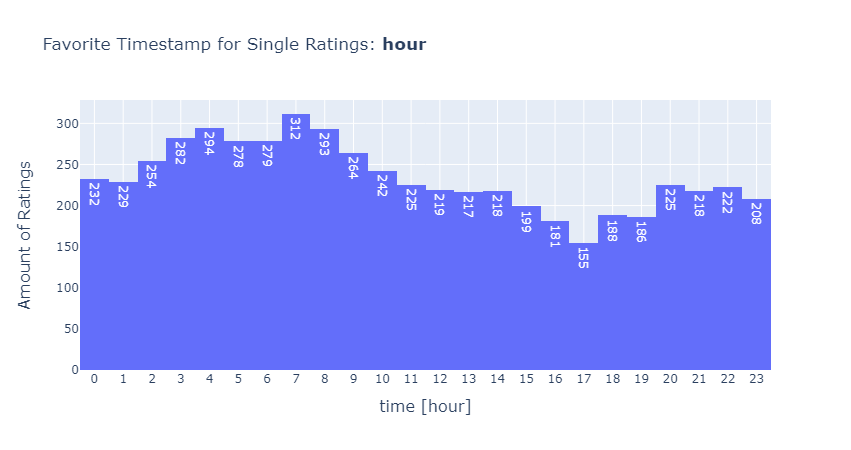 Favorite Timestamp for Single Ratings: hour
Amount of Ratings
300
250
200
150
100
50
0
232 229 254 282 294 278 279 312 293 264 242 225 219 217 218 199 181 155 188 186 225 218 222 208
0 1 2 3 4 5 6 7 8 9 10 11 12 13 14 15 16 17 18 19 20 21 22 23
time [hour]